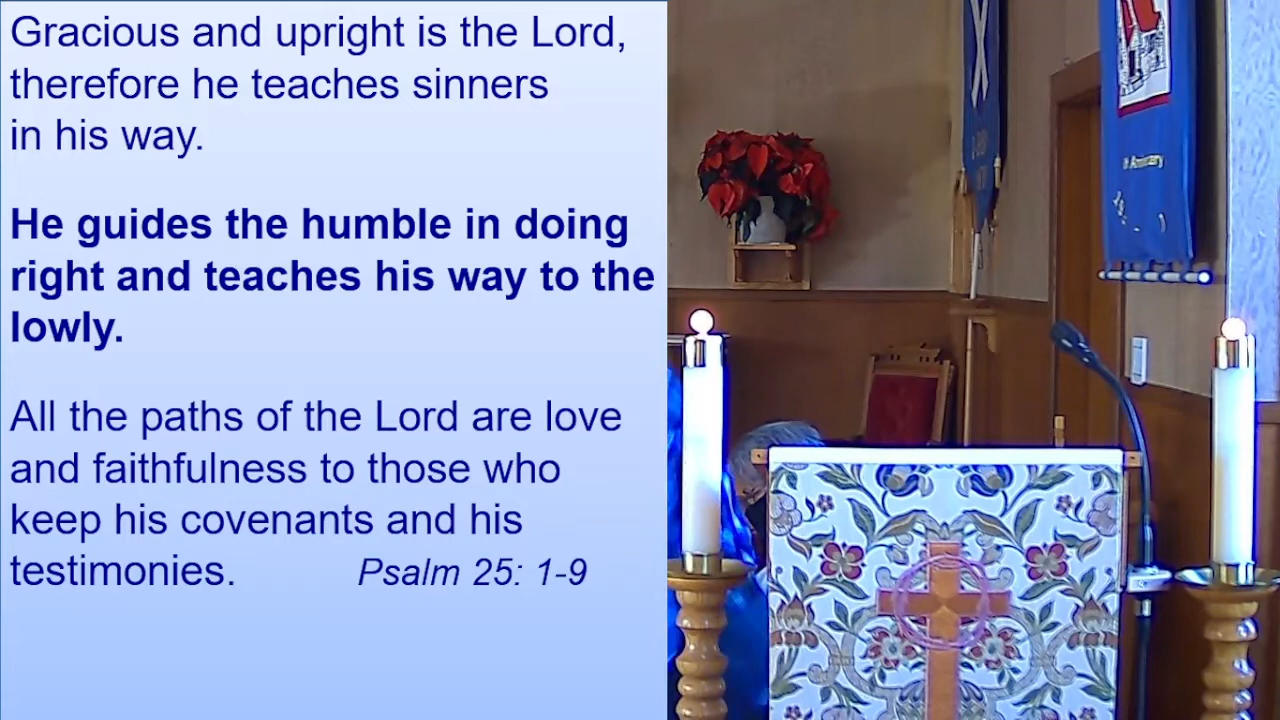 Gracious and upright is the Lord,
therefore he teaches sinners
in his way.
He guides the humble in doing
right and teaches his way to the
lowly.
All the paths of the Lord are love
and faithfulness to those who
keep his covenants and his
testimonies. Psalm 25: 1-9